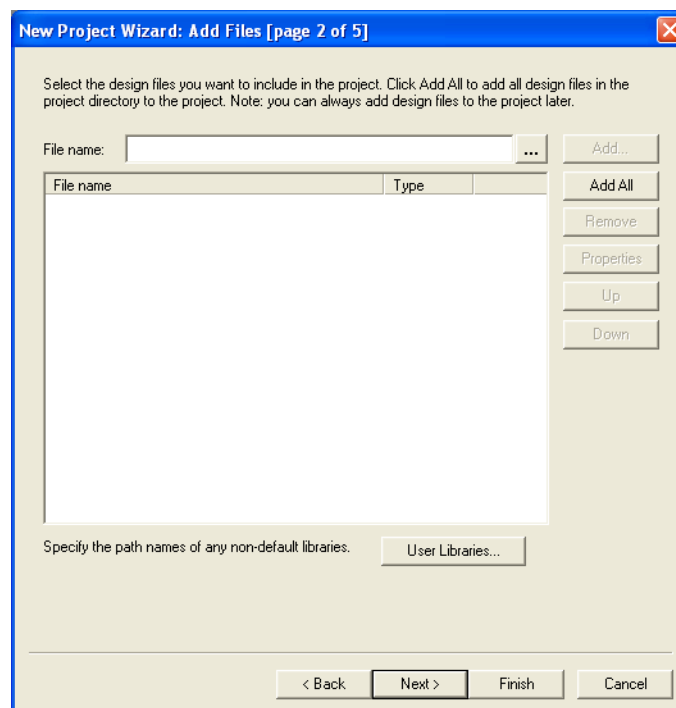 New Project Wizard: Add Files [page 2 of 5]
Select the design files you want to include in the project. Click Add All to add all design files in the
project directory to the project. Note: you can always add design files to the project later.
File name: ... Add...
File name Type Add All
Remove
Properties
Up
Down
Specify the path names of any non-default libraries. User Libraries...
< Back Next > Finish Cancel